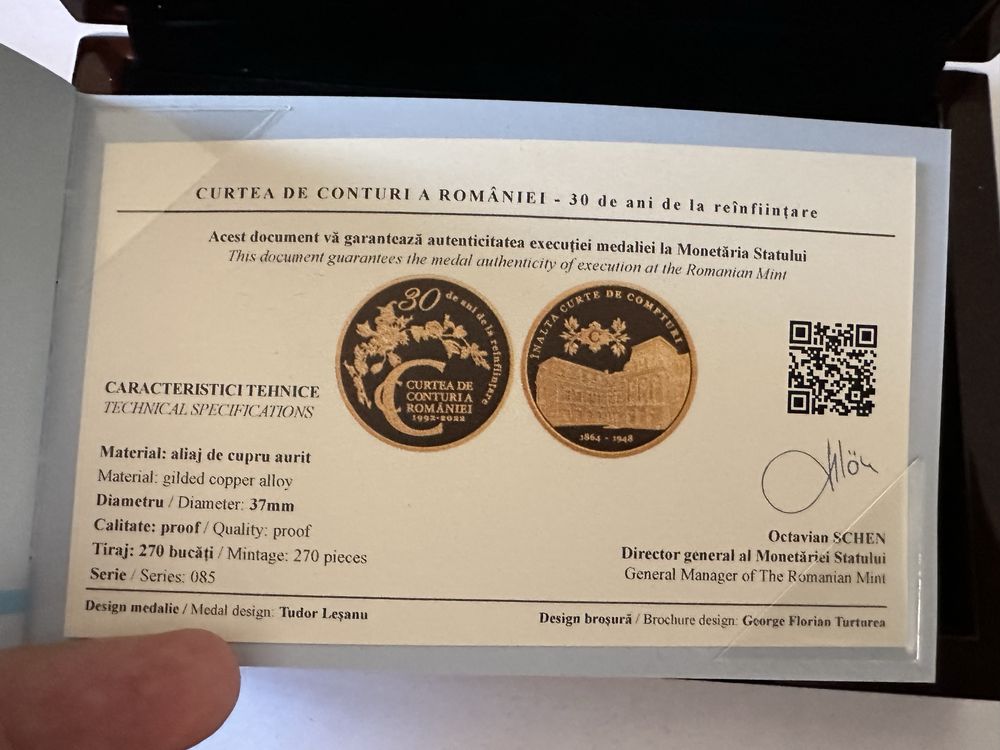 CURTEA DE CONTURI A ROMÂNIEI - 30 de ani de la reînființare
Acest document vă garantează autenticitatea execuției medaliei la Monetăria Statului
This document guarantees the medal authenticity of execution at the Romanian Mint
30 de ani de la reînființare
C
CURTEA DE
CONTURI A
ROMÂNIEI
1992-2022
ÎNALTA CURTE DE COMPTURI
C
1864 - 1948
CARACTERISTICI TEHNICE
TECHNICAL SPECIFICATIONS
Material: aliaj de cupru aurit
Material: gilded copper alloy
Diametru / Diameter: 37mm
Calitate: proof / Quality: proof
Tiraj: 270 bucăți / Mintage: 270 pieces
Serie / Series: 085
Octavian SCHEN
Director general al Monetăriei Statului
General Manager of The Romanian Mint
Design medalie / Medal design: Tudor Leşanu
Design broșură / Brochure design: George Florian Turturea